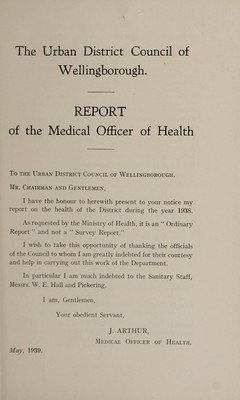 The Urban District Council of
Wellingborough.
REPORT
of the Medical Officer of Health
To the Urban District Council of Wellingborough.
Mr. Chairman and Gentlemen,
I have the honour to herewith present to your notice my
report on the health of the District during the year 1938.
As requested by the Ministry of Health, it is an “ Ordinary
Report ” and not a “ Survey Report.”
I wish to take this opportunity of thanking the officials
of the Council to whom I am greatly indebted for their courtesy
and help in carrying out this work of the Department.
In particular I am much indebted to the Sanitary Staff,
Messrs. W. E. Hall and Pickering.
I am, Gentlemen,
Your obedient Servant,
J. ARTHUR,
Medical Officer of Health.
May, 1939.